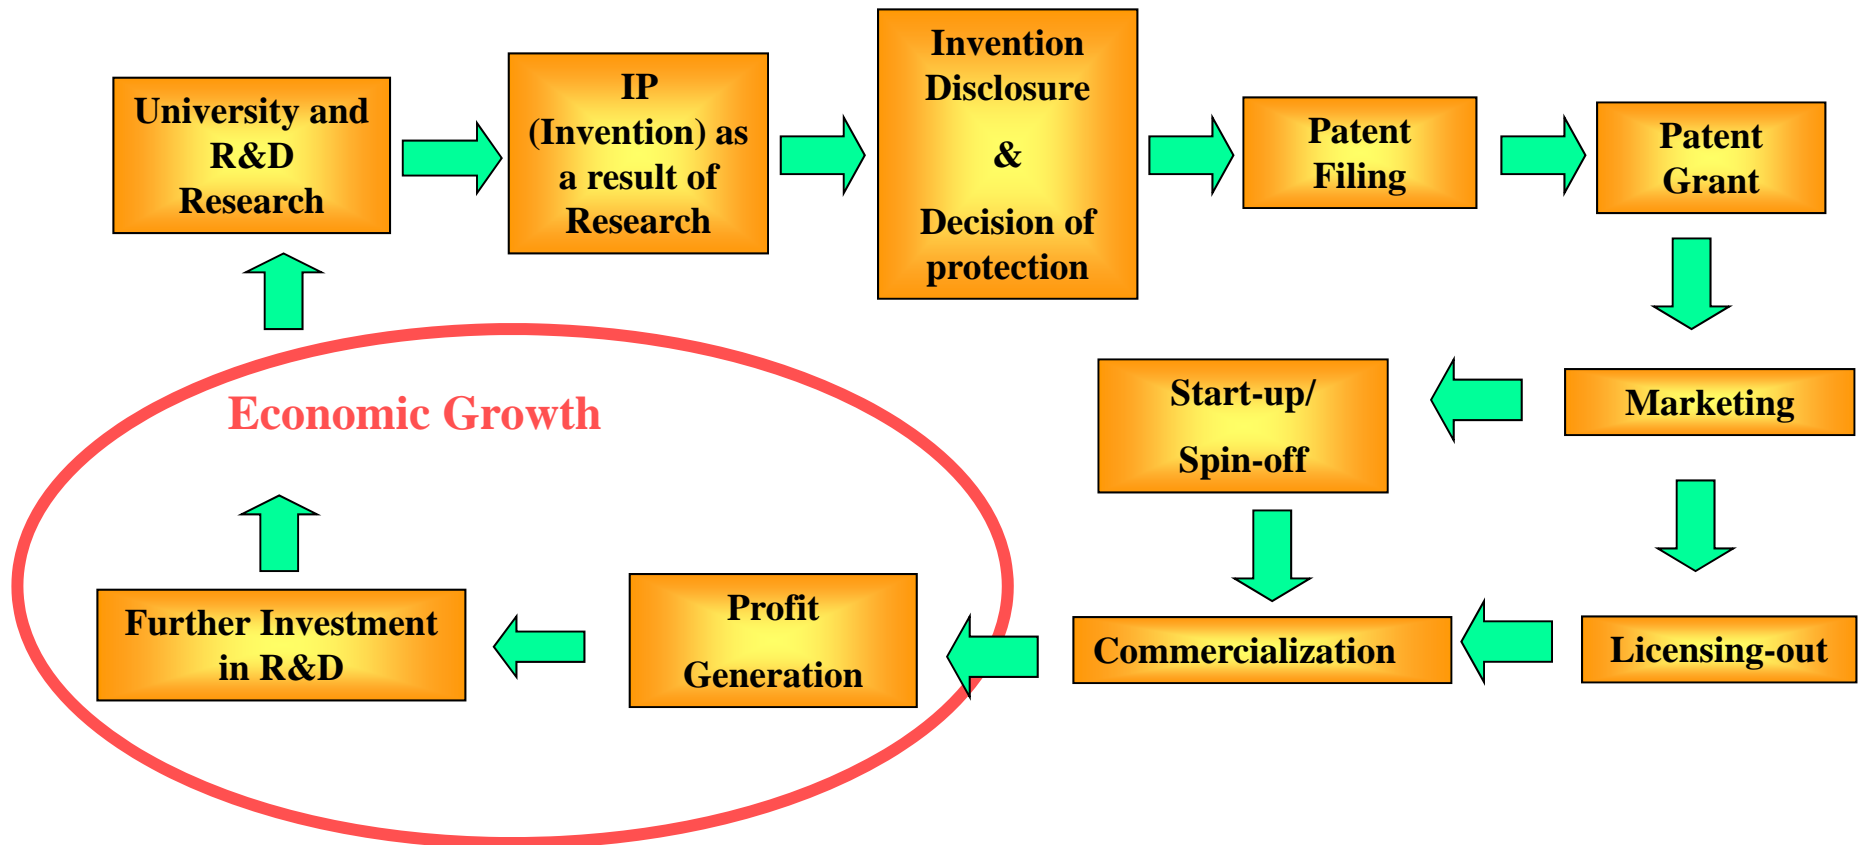 University and
R&D
Research
IP
(Invention) as
a result of
Research
Invention
Disclosure
&
Decision of
protection
Patent
Filing
Patent
Grant
Marketing
Start-up/
Spin-off
Licensing-out
Commercialization
Economic Growth
Profit
Generation
Further Investment
in R&D